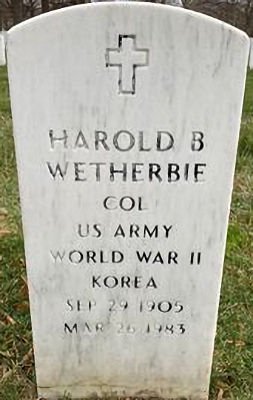 HAROLD B
WETHERBIE
COL
US ARMY
WORLD WAR II
KOREA
SEP 29 1905
MAR 26 1983